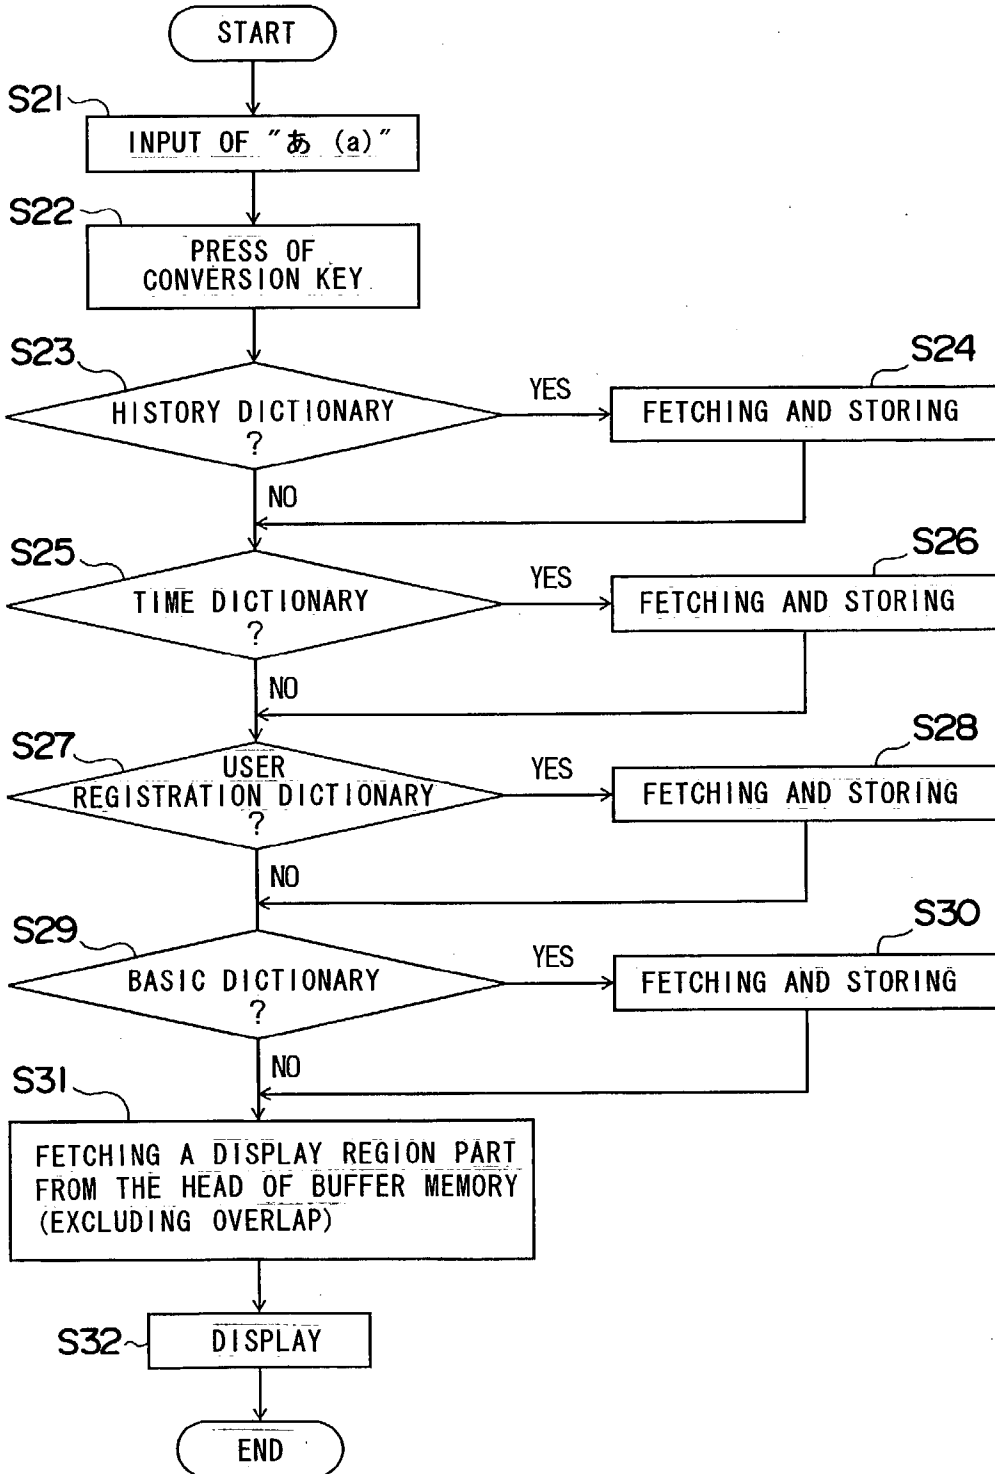 START
S21
INPUT OF "あ (a)"
S22
PRESS OF
CONVERSION KEY
S23
HISTORY DICTIONARY
?
YES
S24
FETCHING AND STORING
NO
S25
TIME DICTIONARY
?
YES
S26
FETCHING AND STORING
NO
S27
USER
REGISTRATION DICTIONARY
?
YES
S28
FETCHING AND STORING
NO
S29
BASIC DICTIONARY
?
YES
S30
FETCHING AND STORING
NO
S31
FETCHING A DISPLAY REGION PART
FROM THE HEAD OF BUFFER MEMORY
(EXCLUDING OVERLAP)
S32
DISPLAY
END